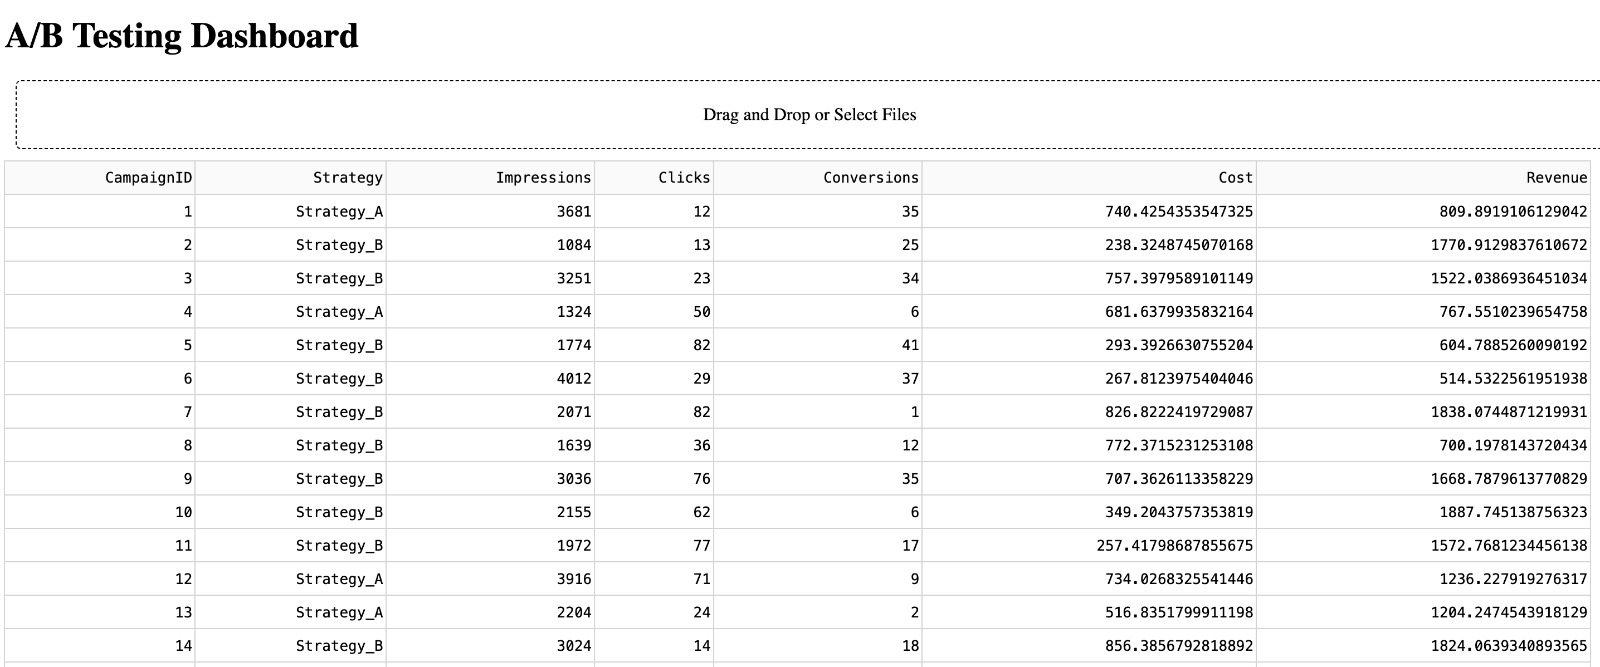 A/B Testing Dashboard
Drag and Drop or Select Files
CampaignID Strategy Impressions Clicks Conversions Cost Revenue
1 Strategy_A 3681 12 35 740.4254353547325 809.8919106129042
2 Strategy_B 1084 13 25 238.3248745070168 1770.9129837610672
3 Strategy_B 3251 23 34 757.3979589101149 1522.0386936451034
4 Strategy_A 1324 50 6 681.6379935832164 767.5510239654758
5 Strategy_B 1774 82 41 293.3926630755204 604.7885260090192
6 Strategy_B 4012 29 37 267.8123975404046 514.5322561951938
7 Strategy_B 2071 82 1 826.8222419729087 1838.0744871219931
8 Strategy_B 1639 36 12 772.3715231253108 700.1978143720434
9 Strategy_B 3036 76 35 707.3626113358229 1668.7879613770829
10 Strategy_B 2155 62 6 349.2043757353819 1887.745138756323
11 Strategy_B 1972 77 17 257.41798687855675 1572.7681234456138
12 Strategy_A 3916 71 9 734.0268325541446 1236.227919276317
13 Strategy_A 2204 24 2 516.8351799911198 1204.2474543918129
14 Strategy_B 3024 14 18 856.3856792818892 1824.0639340893565